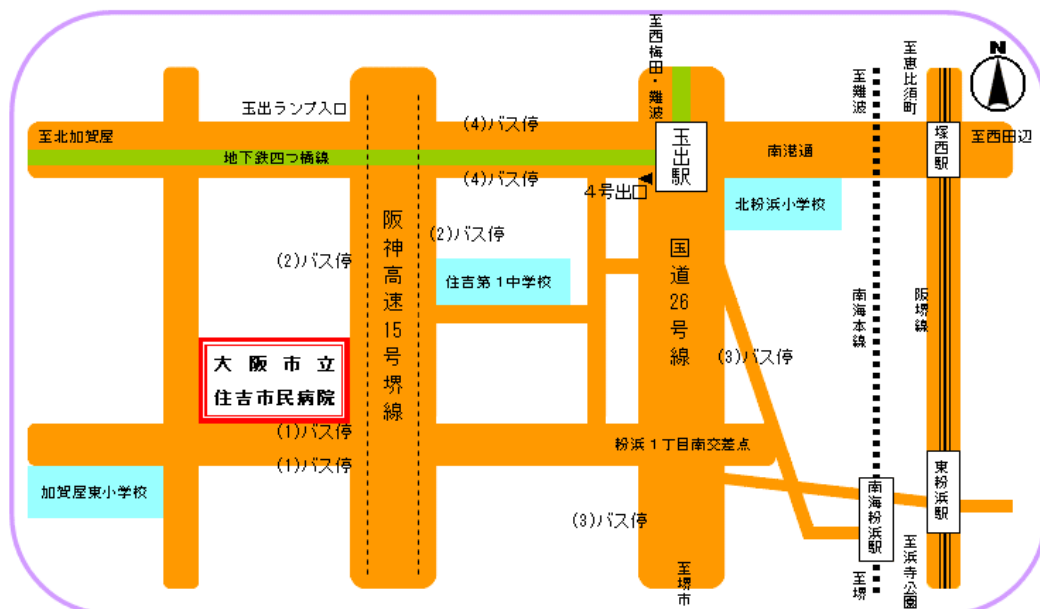 至西梅田・難波
至難波
至恵比須町
N
玉出ランプ入口
(4)バス停
至北加賀屋
玉出駅
南港通
塚西駅
至西田辺
地下鉄四つ橋線
(4)バス停
4号出口
北粉浜小学校
(2)バス停
(2)バス停
阪神高速15号堺線
国道26号線
住吉第1中学校
南海本線
阪堺線
大阪市立
住吉市民病院
(3)バス停
(1)バス停
粉浜1丁目南交差点
(1)バス停
加賀屋東小学校
(3)バス停
南海粉浜駅
東粉浜駅
至堺市
至堺
至浜寺公園